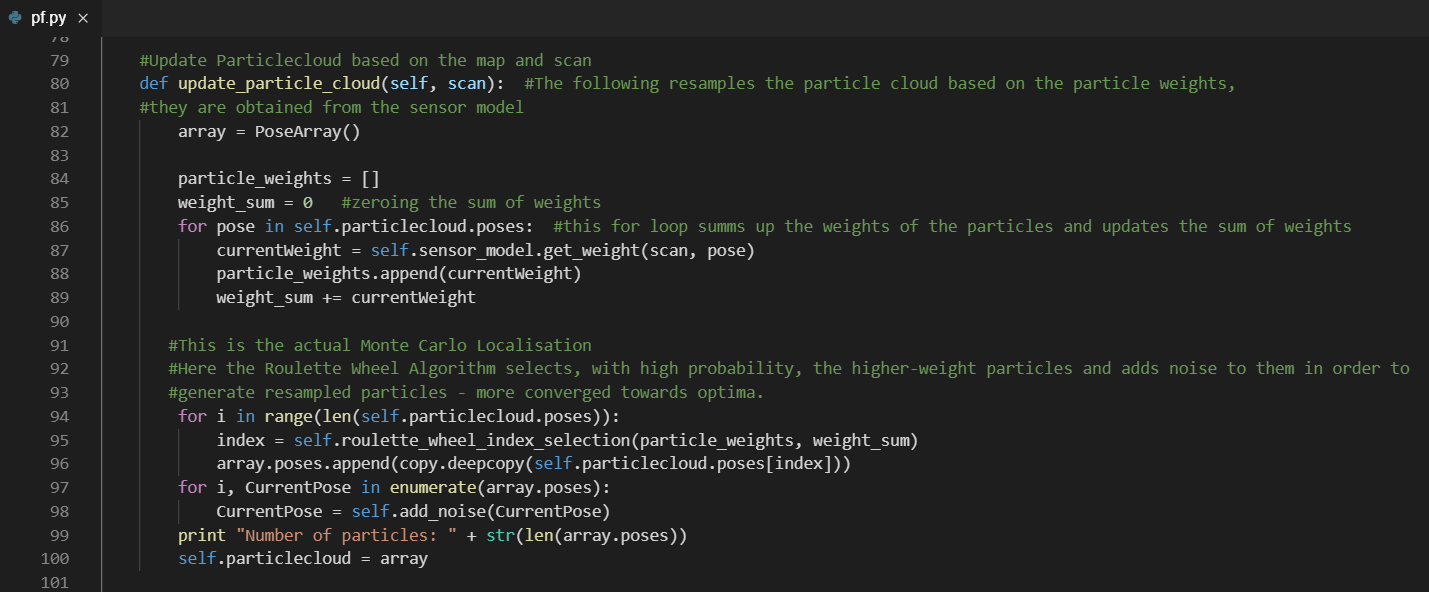 pf.py ×
78
79 #Update Particlecloud based on the map and scan
80 def update_particle_cloud(self, scan):  #The following resamples the particle cloud based on the particle weights,
81 #they are obtained from the sensor model
82     array = PoseArray()
83
84     particle_weights = []
85     weight_sum = 0   #zeroing the sum of weights
86     for pose in self.particlecloud.poses:  #this for loop summs up the weights of the particles and updates the sum of weights
87         currentWeight = self.sensor_model.get_weight(scan, pose)
88         particle_weights.append(currentWeight)
89         weight_sum += currentWeight
90
91    #This is the actual Monte Carlo Localisation
92    #Here the Roulette Wheel Algorithm selects, with high probability, the higher-weight particles and adds noise to them in order to
93    #generate resampled particles - more converged towards optima.
94     for i in range(len(self.particlecloud.poses)):
95         index = self.roulette_wheel_index_selection(particle_weights, weight_sum)
96         array.poses.append(copy.deepcopy(self.particlecloud.poses[index]))
97     for i, CurrentPose in enumerate(array.poses):
98         CurrentPose = self.add_noise(CurrentPose)
99     print "Number of particles: " + str(len(array.poses))
100     self.particlecloud = array
101